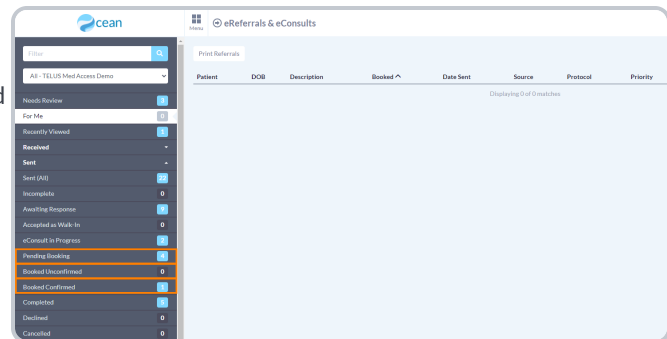 cean
Menu
eReferrals & eConsults
Filter
Print Referrals
All - TELUS Med Access Demo
Patient DOB Description Booked Date Sent Source Protocol Priority
Displaying 0 of 0 matches
d
Needs Review 3
For Me 0
Recently Viewed 1
Received
Sent
Sent (All) 22
Incomplete 0
Awaiting Response 9
Accepted as Walk-In 0
eConsult in Progress 2
Pending Booking 4
Booked Unconfirmed 0
Booked Confirmed 1
Completed 5
Declined 0
Cancelled 0